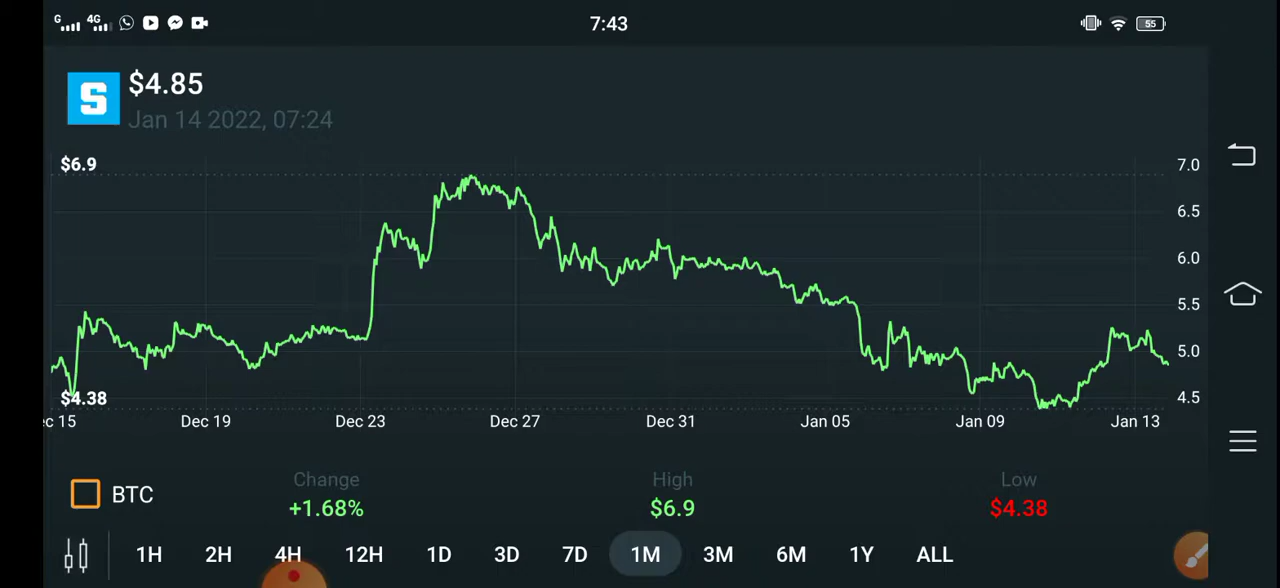 G 4G 7:43 55
S $4.85
Jan 14 2022, 07:24
$6.9 7.0
6.5
6.0
5.5
5.0
$4.38 4.5
ec 15 Dec 19 Dec 23 Dec 27 Dec 31 Jan 05 Jan 09 Jan 13
BTC Change High Low
+1.68% $6.9 $4.38
1H 2H 4H 12H 1D 3D 7D 1M 3M 6M 1Y ALL